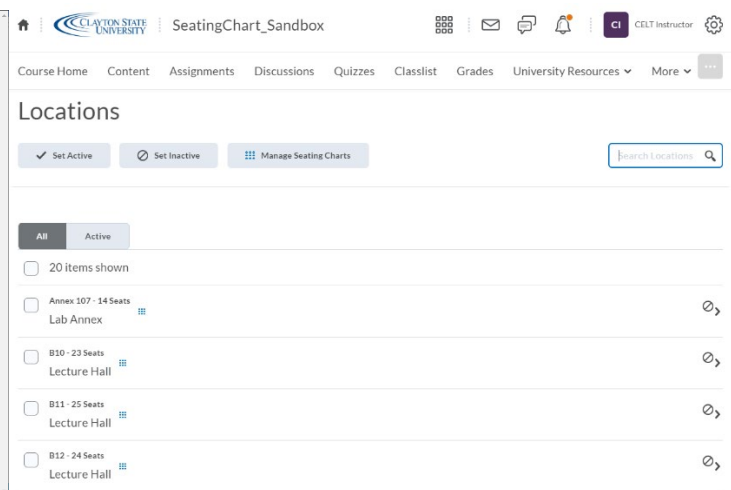 CLAYTON STATE
UNIVERSITY
SeatingChart_Sandbox
CI
CELT Instructor
Course Home Content Assignments Discussions Quizzes Classlist Grades University Resources More
Locations
Set Active Set Inactive Manage Seating Charts Search Locations
All Active
20 items shown
Annex 107 - 14 Seats
Lab Annex
B10 - 23 Seats
Lecture Hall
B11 - 25 Seats
Lecture Hall
B12 - 24 Seats
Lecture Hall